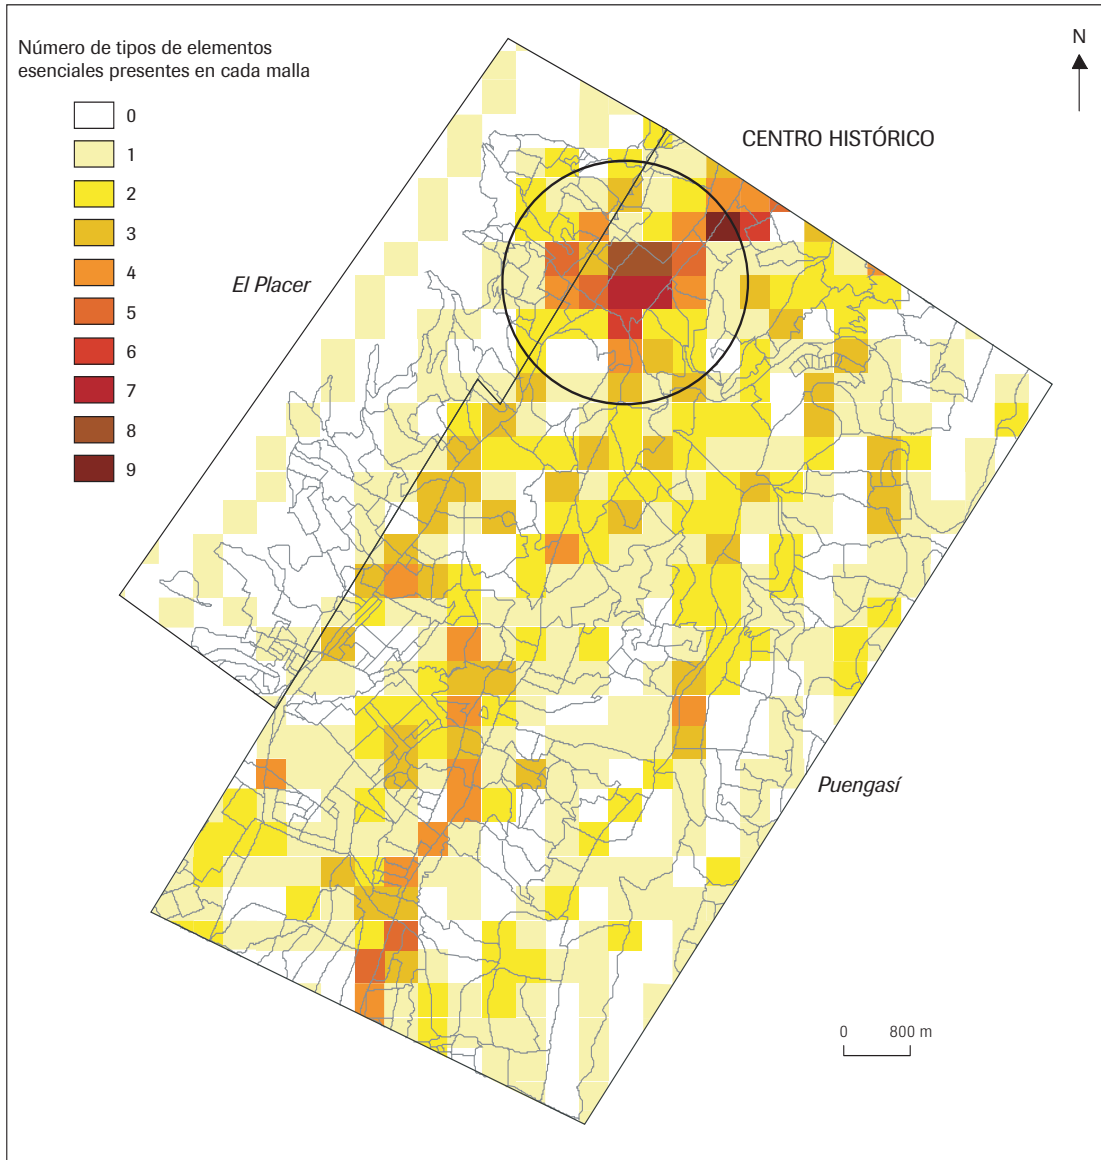 Número de tipos de elementos
esenciales presentes en cada malla
0
1
2
3
4
5
6
7
8
9
N
CENTRO HISTÓRICO
El Placer
Puengasí
0 800 m